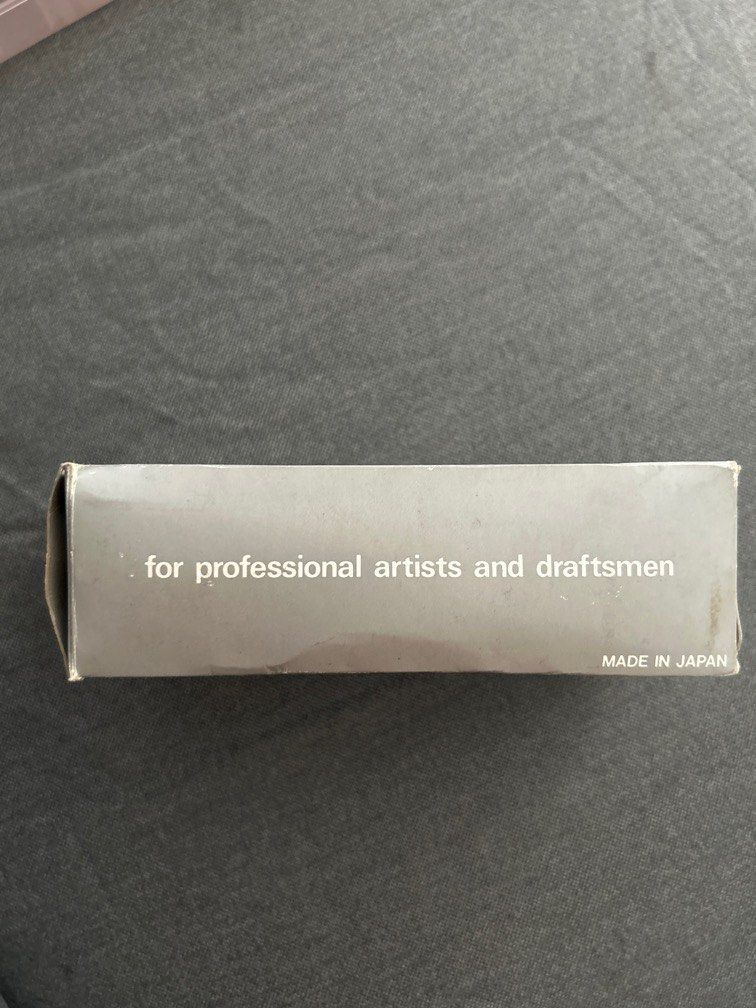 for professional artists and draftsmen
MADE IN JAPAN